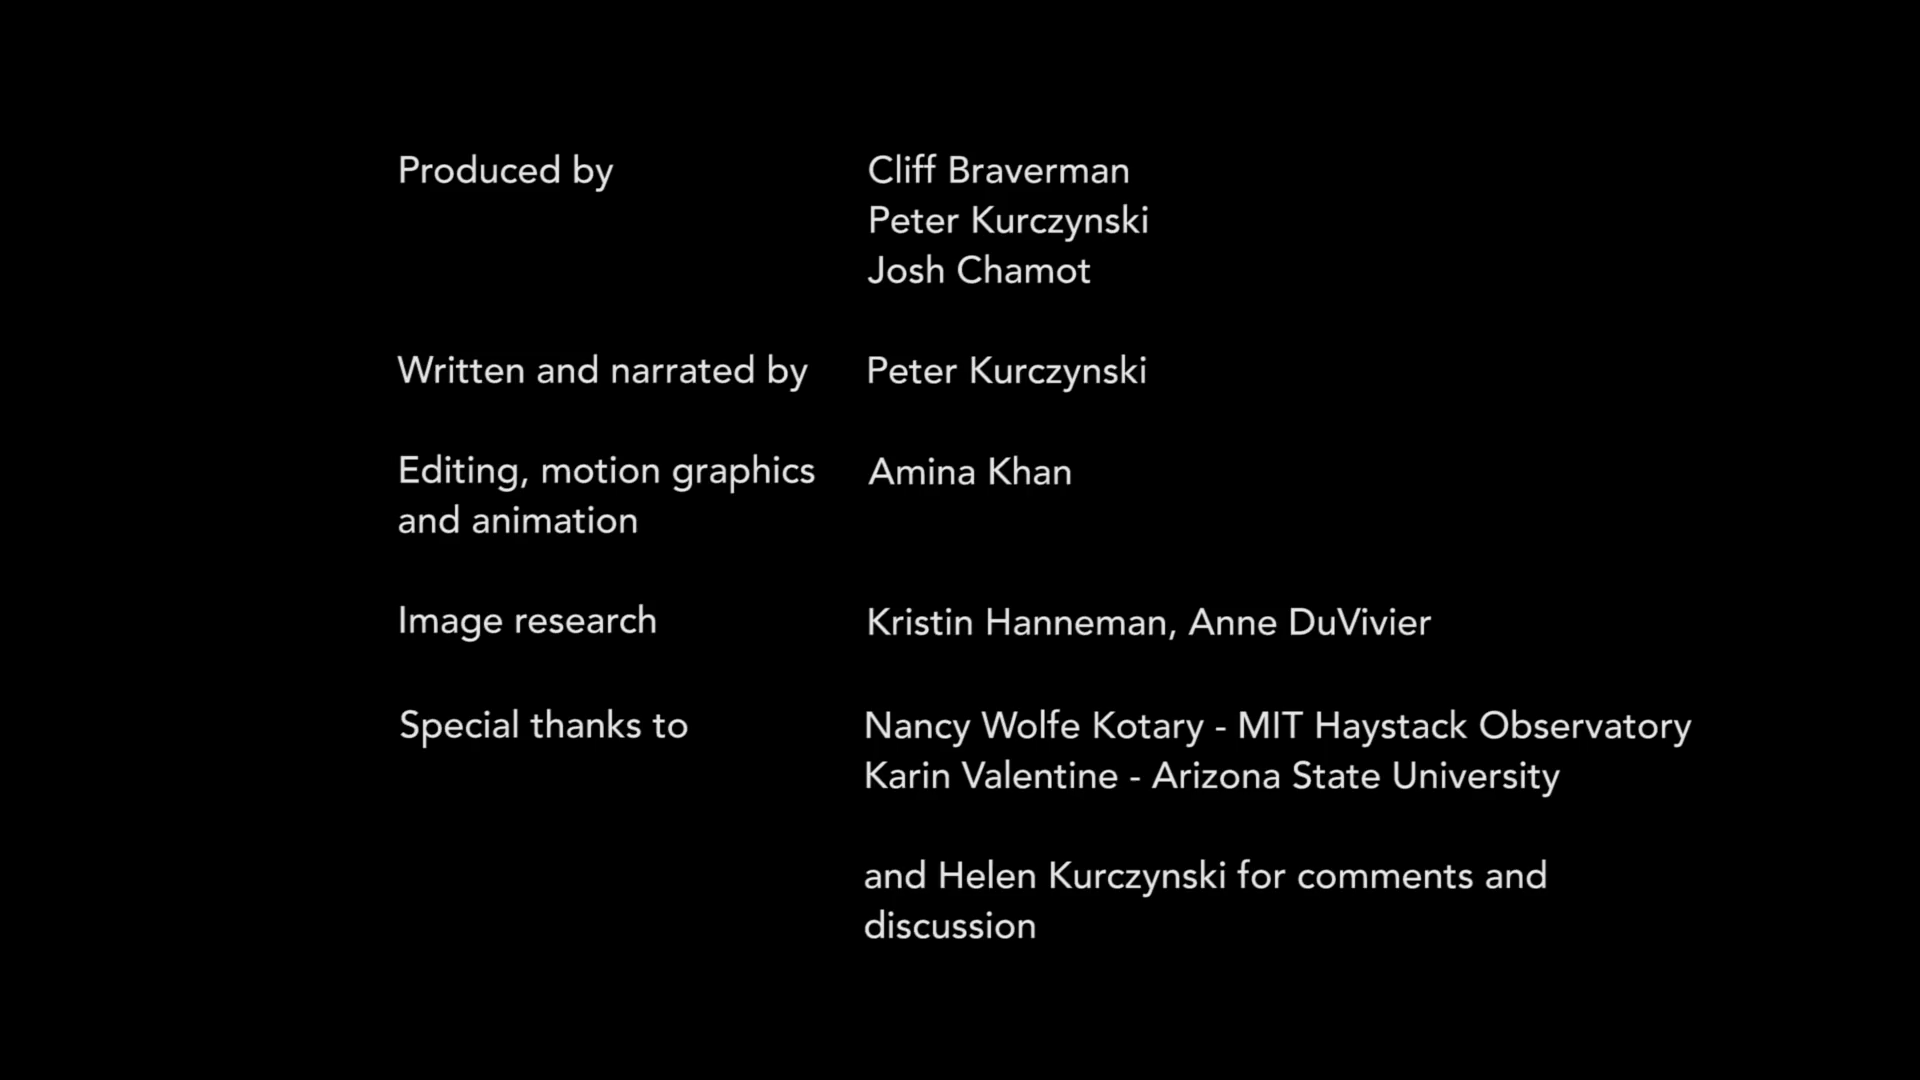 Produced by Cliff Braverman
Peter Kurczynski
Josh Chamot
Written and narrated by Peter Kurczynski
Editing, motion graphics Amina Khan
and animation
Image research Kristin Hanneman, Anne DuVivier
Special thanks to Nancy Wolfe Kotary - MIT Haystack Observatory
Karin Valentine - Arizona State University
and Helen Kurczynski for comments and
discussion